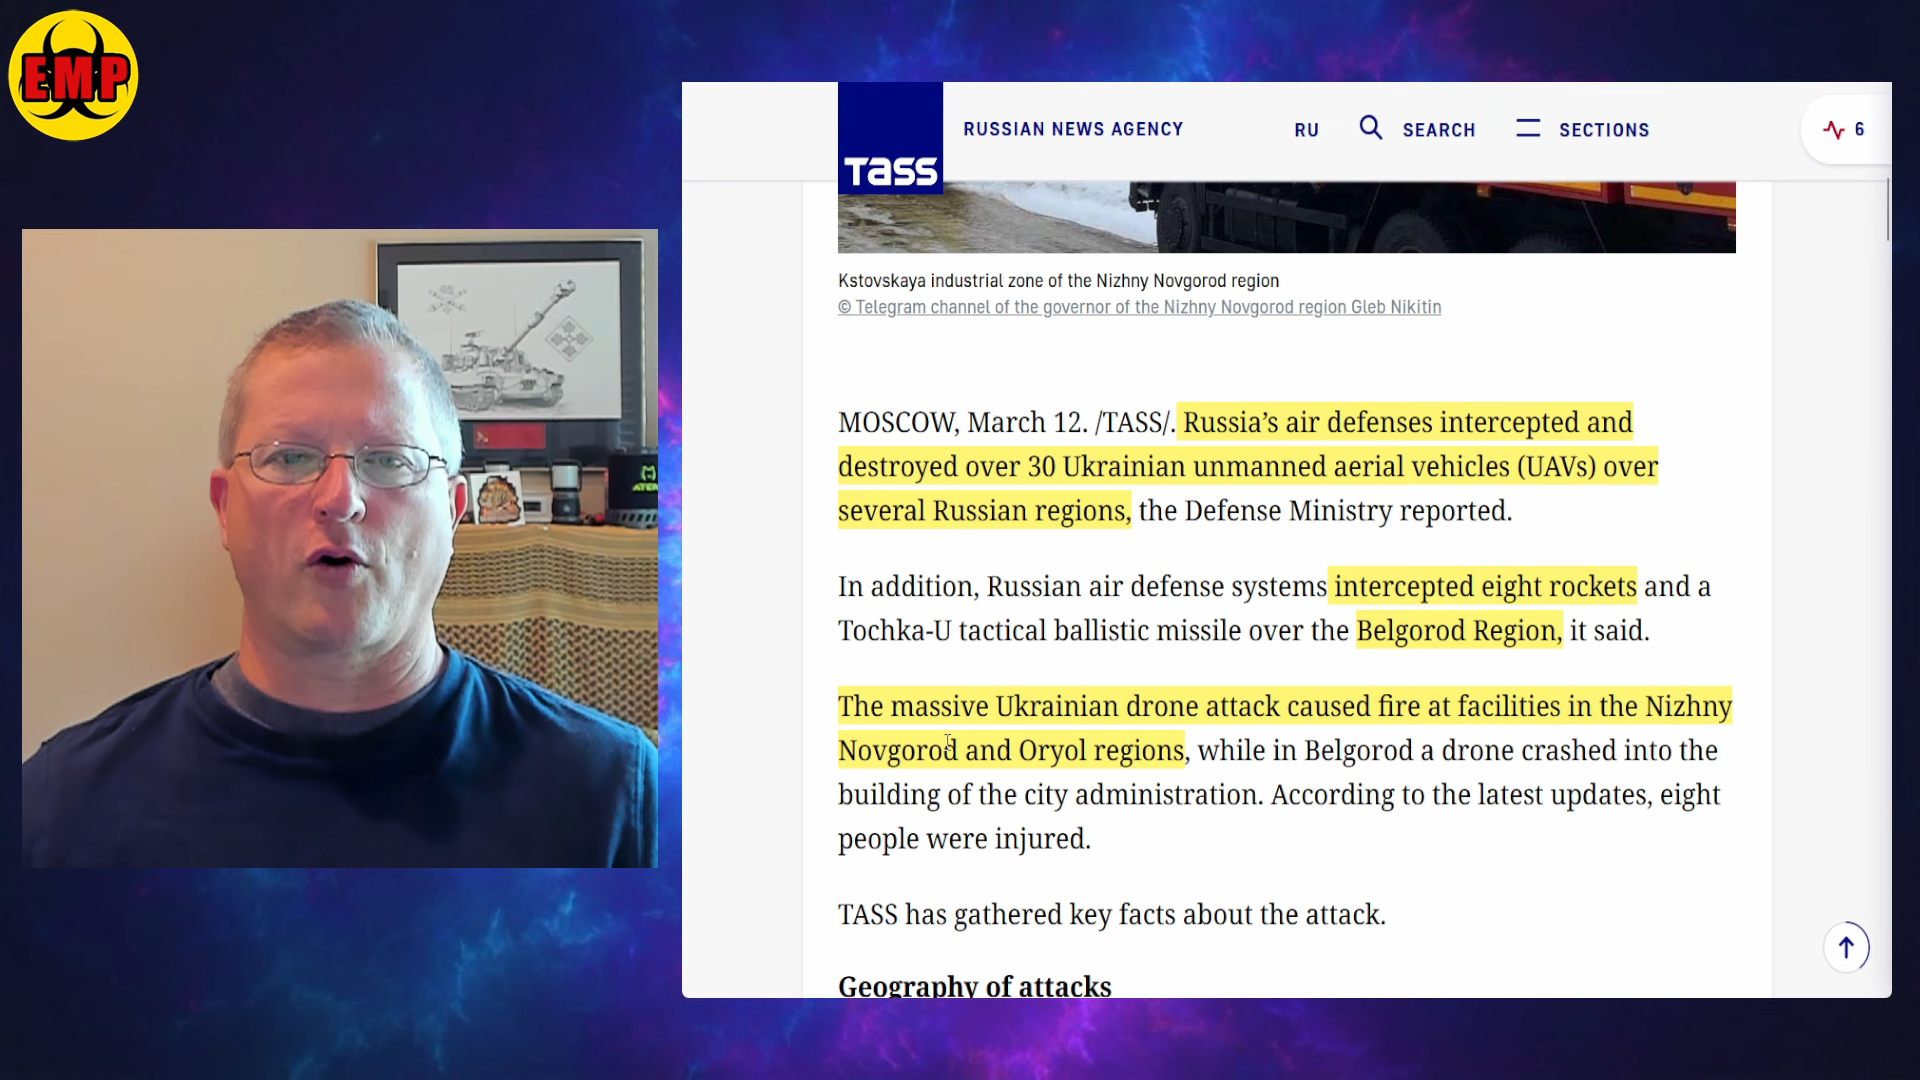 EMP
TASS
RUSSIAN NEWS AGENCY
RU
SEARCH
SECTIONS
6
Kstovskaya industrial zone of the Nizhny Novgorod region
© Telegram channel of the governor of the Nizhny Novgorod region Gleb Nikitin
MOSCOW, March 12. /TASS/. Russia’s air defenses intercepted and
destroyed over 30 Ukrainian unmanned aerial vehicles (UAVs) over
several Russian regions, the Defense Ministry reported.
In addition, Russian air defense systems intercepted eight rockets and a
Tochka-U tactical ballistic missile over the Belgorod Region, it said.
The massive Ukrainian drone attack caused fire at facilities in the Nizhny
Novgorod and Oryol regions, while in Belgorod a drone crashed into the
building of the city administration. According to the latest updates, eight
people were injured.
TASS has gathered key facts about the attack.
Geography of attacks